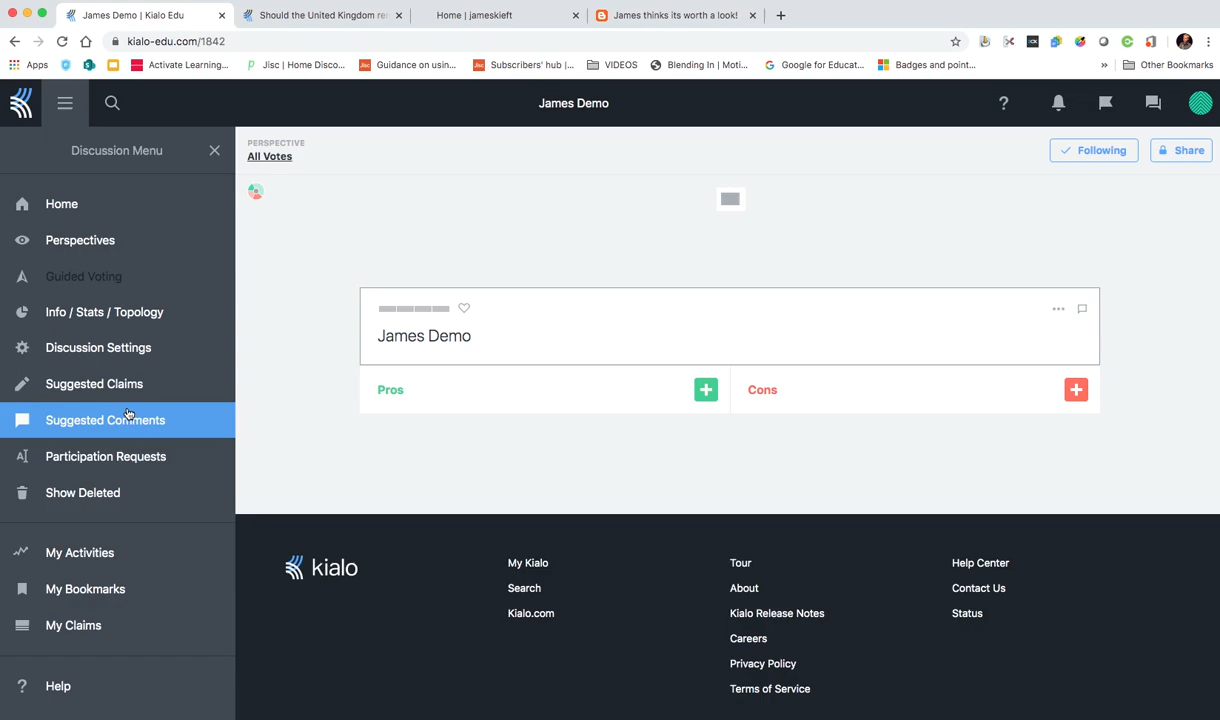 James Demo | Kialo Edu
Should the United Kingdom re
Home | jameskieft
James thinks its worth a look!
kialo-edu.com/1842
Apps
Activate Learning...
Jisc | Home | Disco...
Guidance on usin...
Subscribers' hub |...
VIDEOS
Blending In | Moti...
Google for Educat...
Badges and point...
Other Bookmarks
James Demo
Discussion Menu
PERSPECTIVE
All Votes
Following
Share
Home
Perspectives
Guided Voting
Info / Stats / Topology
Discussion Settings
Suggested Claims
Suggested Comments
Participation Requests
Show Deleted
My Activities
My Bookmarks
My Claims
Help
James Demo
Pros
Cons
kialo
My Kialo
Search
Kialo.com
Tour
About
Kialo Release Notes
Careers
Privacy Policy
Terms of Service
Help Center
Contact Us
Status